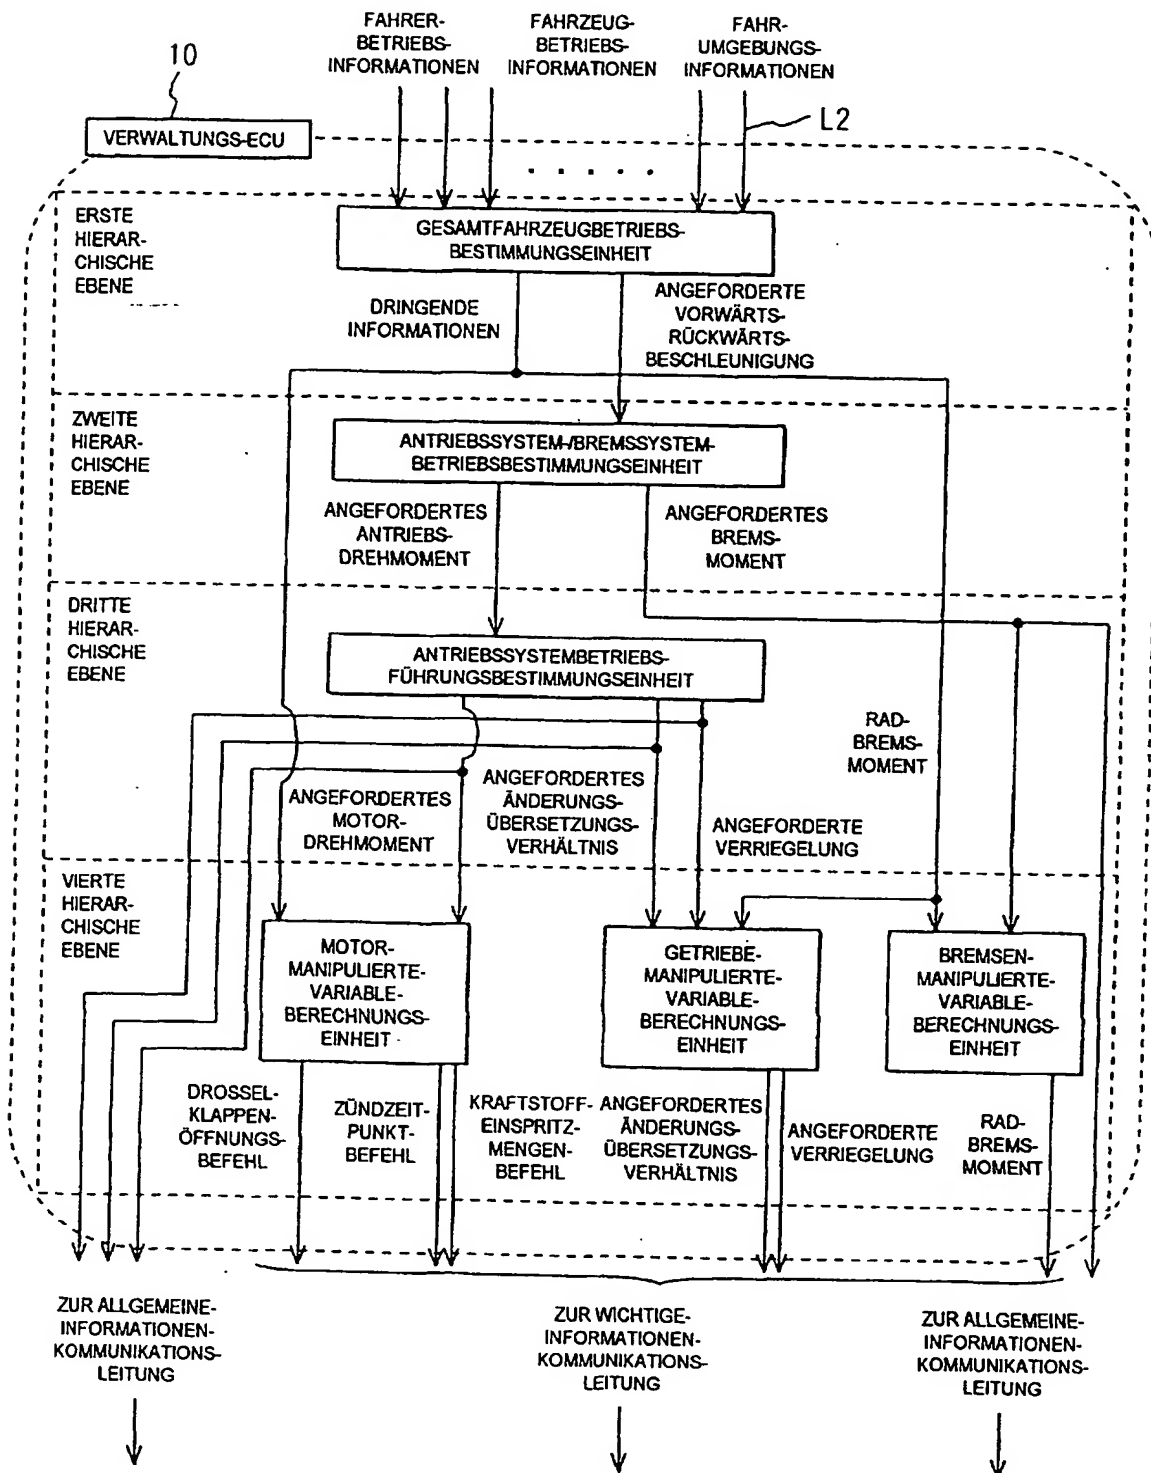 FAHRER-
BETRIEBS-
INFORMATIONEN
FAHRZEUG-
BETRIEBS-
INFORMATIONEN
FAHR-
UMGEBUNGS-
INFORMATIONEN
10
L2
VERWALTUNGS-ECU
ERSTE
HIERAR-
CHISCHE
EBENE
GESAMTFAHRZEUGBETRIEBS-
BESTIMMUNGSEINHEIT
DRINGENDE
INFORMATIONEN
ANGEFORDERTE
VORWÄRTS-
RÜCKWÄRTS-
BESCHLEUNIGUNG
ZWEITE
HIERAR-
CHISCHE
EBENE
ANTRIEBSSYSTEM-/BREMSSYSTEM-
BETRIEBSBESTIMMUNGSEINHEIT
ANGEFORDERTES
ANTRIEBS-
DREHMOMENT
ANGEFORDERTES
BREMS-
MOMENT
DRITTE
HIERAR-
CHISCHE
EBENE
ANTRIEBSSYSTEMBETRIEBS-
FÜHRUNGSBESTIMMUNGSEINHEIT
RAD-
BREMS-
MOMENT
ANGEFORDERTES
MOTOR-
DREHMOMENT
ANGEFORDERTES
ÄNDERUNGS-
ÜBERSETZUNGS-
VERHÄLTNIS
ANGEFORDERTE
VERRIEGELUNG
VIERTE
HIERAR-
CHISCHE
EBENE
MOTOR-
MANIPULIERTE-
VARIABLE-
BERECHNUNGS-
EINHEIT
GETRIEBE-
MANIPULIERTE-
VARIABLE-
BERECHNUNGS-
EINHEIT
BREMSEN-
MANIPULIERTE-
VARIABLE-
BERECHNUNGS-
EINHEIT
DROSSEL-
KLAPPEN-
ÖFFNUNGS-
BEFEHL
ZÜNDZEIT-
PUNKT-
BEFEHL
KRAFTSTOFF-
EINSPRITZ-
MENGEN-
BEFEHL
ANGEFORDERTES
ÄNDERUNGS-
ÜBERSETZUNGS-
VERHÄLTNIS
ANGEFORDERTE
VERRIEGELUNG
RAD-
BREMS-
MOMENT
ZUR ALLGEMEINE-
INFORMATIONEN-
KOMMUNIKATIONS-
LEITUNG
ZUR WICHTIGE-
INFORMATIONEN-
KOMMUNIKATIONS-
LEITUNG
ZUR ALLGEMEINE-
INFORMATIONEN-
KOMMUNIKATIONS-
LEITUNG